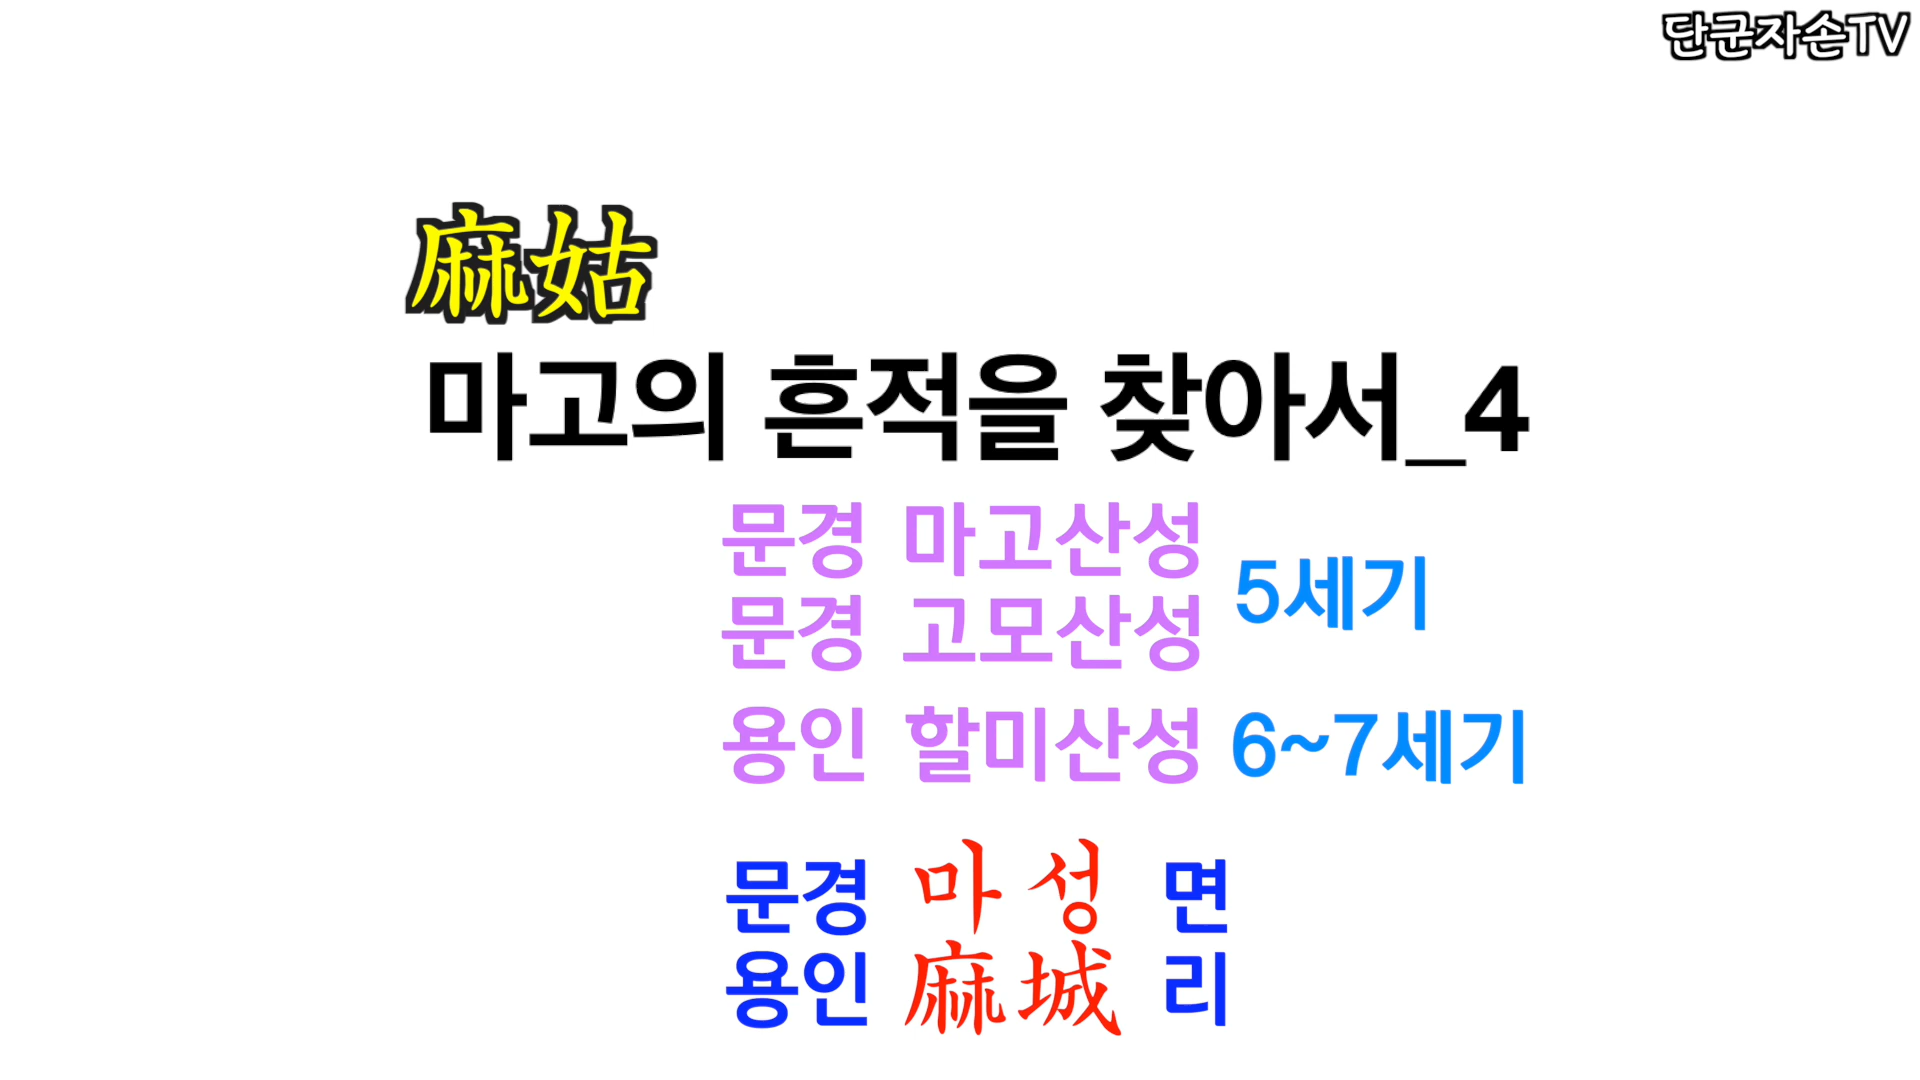 단군자손TV
麻姑
마고의 흔적을 찾아서_4
문경 마고산성
문경 고모산성
5세기
용인 할미산성 6~7세기
문경 마성 면
용인 麻城 리